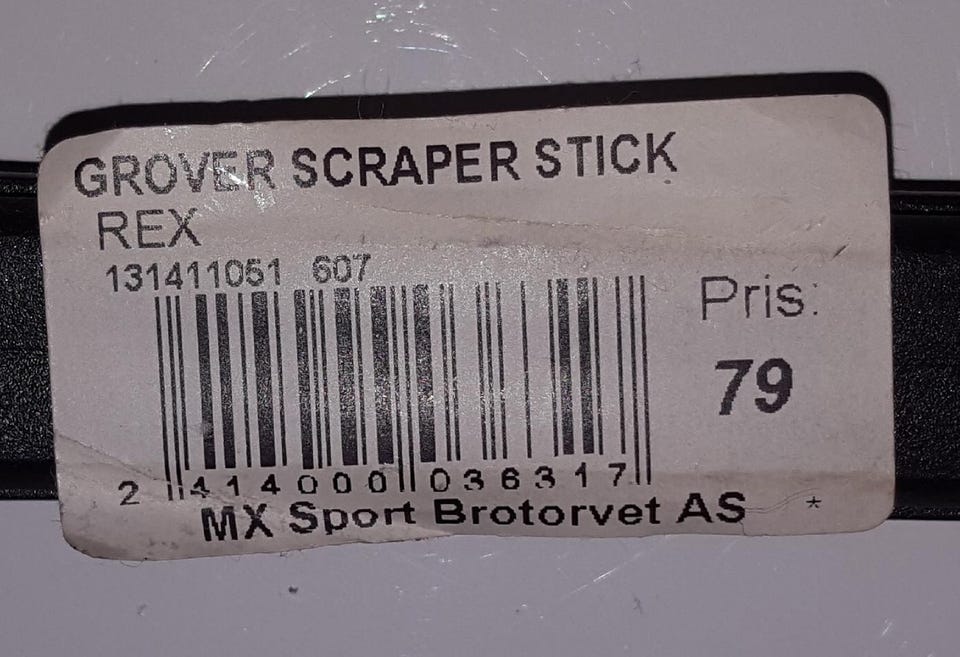 GROVER SCRAPER STICK
REX
131411051 607
Pris:
79
2 414000 036317
MX Sport Brotorvet AS *